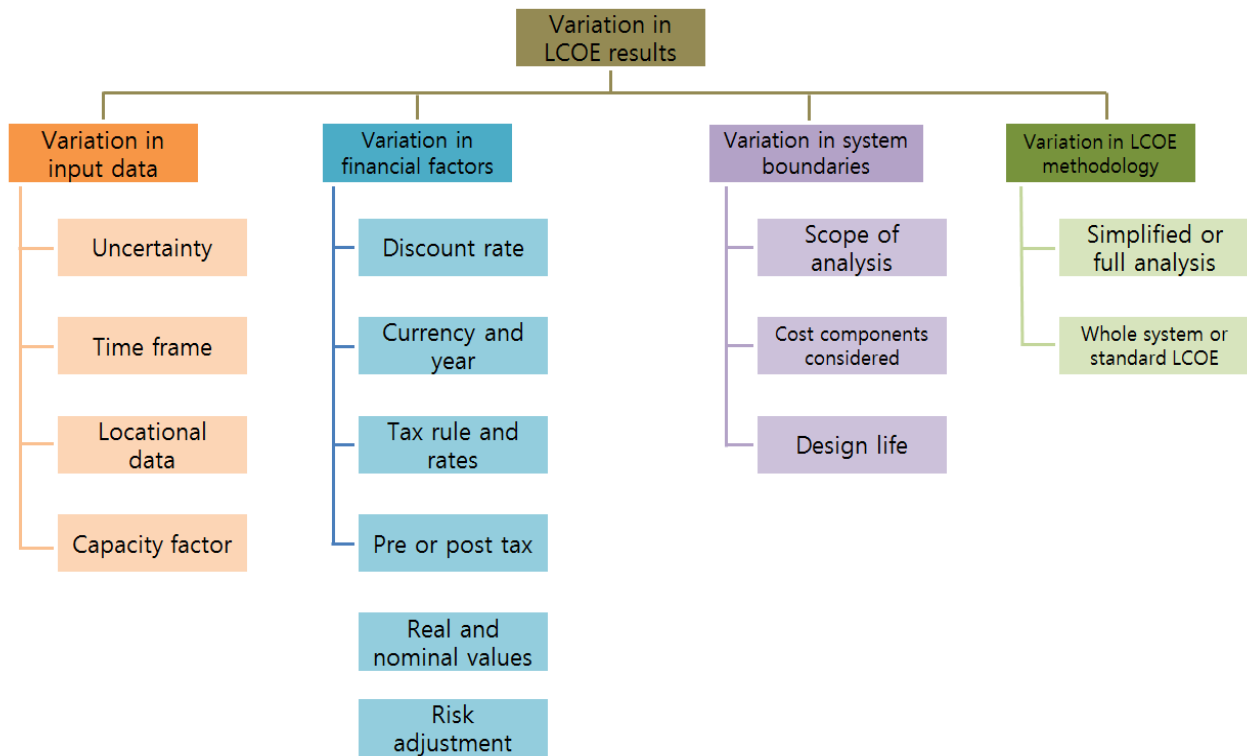 Variation in
LCOE results
Variation in
input data
Uncertainty
Time frame
Locational
data
Capacity factor
Variation in
financial factors
Discount rate
Currency and
year
Tax rule and
rates
Pre or post tax
Real and
nominal values
Risk
adjustment
Variation in system
boundaries
Scope of
analysis
Cost components
considered
Design life
Variation in LCOE
methodology
Simplified or
full analysis
Whole system or
standard LCOE